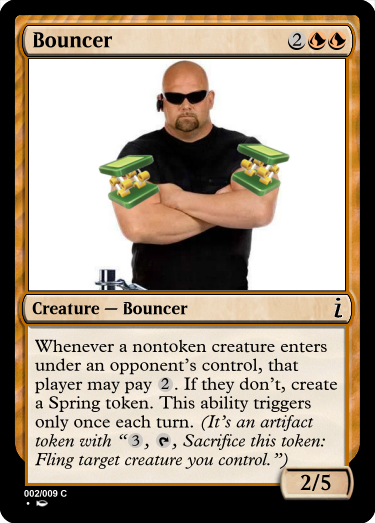 Bouncer 2
Creature — Bouncer i
Whenever a nontoken creature enters
under an opponent's control, that
player may pay 2. If they don't, create
a Spring token. This ability triggers
only once each turn. (It's an artifact
token with “3, , Sacrifice this token:
Fling target creature you control.”)
2/5
002/009 C